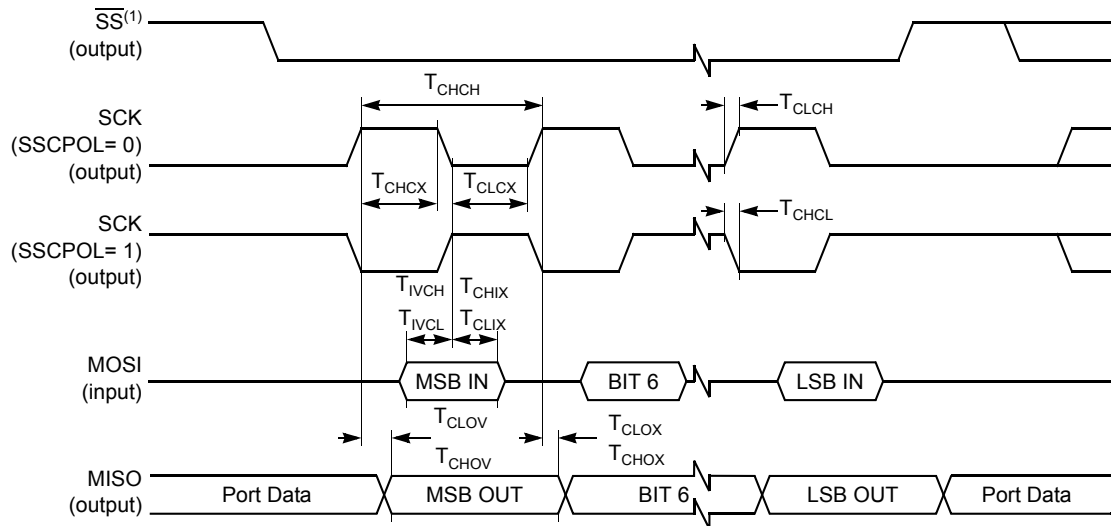 SS(1)
(output)
TCHCH
TCLCH
SCK
(SSCPOL= 0)
(output)
TCHCX
TCLCX
TCHCL
SCK
(SSCPOL= 1)
(output)
TIVCH
TCHIX
TIVCL
TCLIX
MOSI
(input)
MSB IN
BIT 6
LSB IN
TCLOV
TCLOX
TCHOV
TCHOX
MISO
(output)
Port Data
MSB OUT
BIT 6
LSB OUT
Port Data